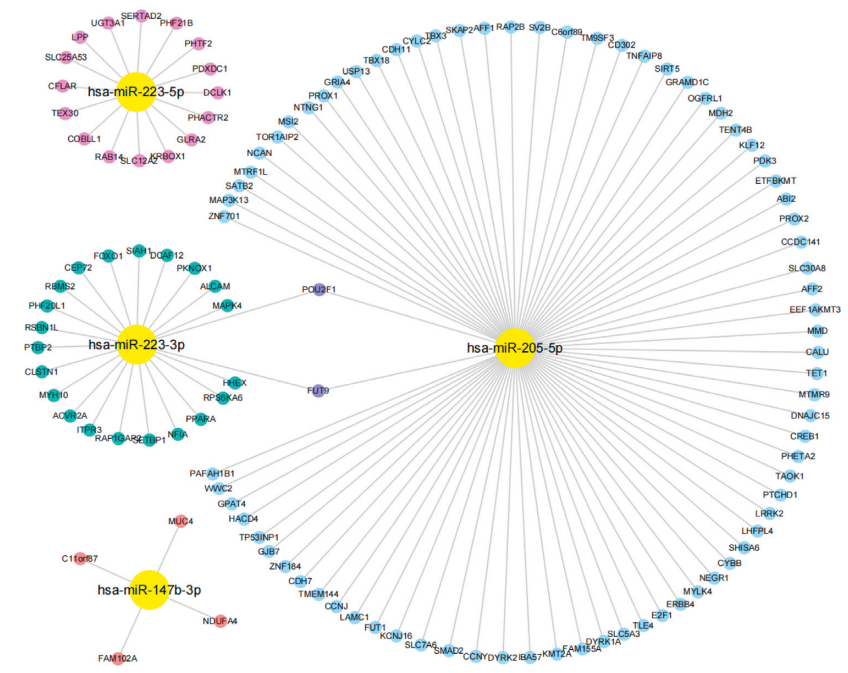 SERTAD2
UGT3A1
PHF21B
LPP
PHTF2
SLC25A53
PDXDC1
CFLAR
hsa-miR-223-5p
DCLK1
TEX30
PHACTR2
COBLL1
GLRA2
RAB14
SLC12A2
KRBOX1
SIAH1
FOXO1
DCAF12
CEP72
PKNOX1
RBMS2
ALCAM
PHF20L1
MAPK4
RSBN1L
PTBP2
hsa-miR-223-3p
CLSTN1
HHEX
MYH10
RPS6KA6
ACVR2A
PPARA
ITPR3
NFIA
RAP1GAP2
SETBP1
POU2F1
FUT9
MUC4
C11orf87
hsa-miR-147b-3p
NDUFA4
FAM102A
hsa-miR-205-5p
ZNF701
MAP3K13
SATB2
MTRF1L
NCAN
TOR1AIP2
MSI2
NTNG1
PROX1
GRIA4
USP13
TBX18
CDH11
CYLC2
TBX3
SKAP2
AFF1
RAP2B
SV2B
C6orf89
TM9SF3
CD302
TNFAIP8
SIRT5
GRAMD1C
OGFRL1
MDH2
TENT4B
KLF12
PDK3
ETFBKMT
ABI2
PROX2
CCDC141
SLC30A8
AFF2
EEF1AKMT3
MMD
CALU
TET1
MTMR9
DNAJC15
CREB1
PHETA2
TAOK1
PTCHD1
LRRK2
LHFPL4
SHISA6
CYBB
NEGR1
MYLK4
ERBB4
E2F1
TLE4
SLC5A3
DYRK1A
FAM155A
KMT2A
IBA57
DYRK2
CCNY
SMAD2
SLC7A6
KCNJ16
FUT1
LAMC1
CCNJ
TMEM144
CDH7
ZNF184
GJB7
TP53INP1
HACD4
GPAT4
WWC2
PAFAH1B1